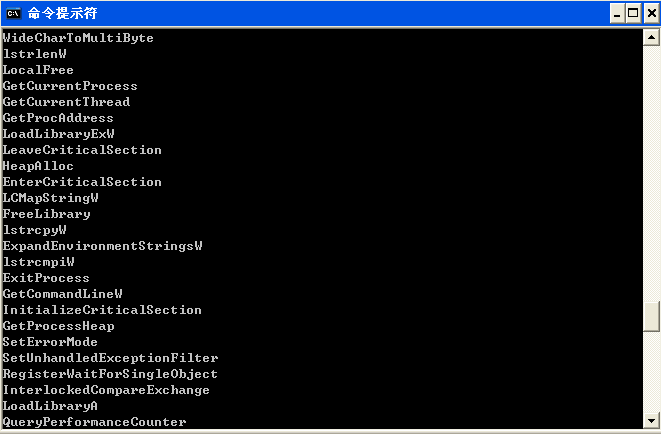 C:\ 命令提示符
WideCharToMultiByte
lstrlenW
LocalFree
GetCurrentProcess
GetCurrentThread
GetProcAddress
LoadLibraryExW
LeaveCriticalSection
HeapAlloc
EnterCriticalSection
LCMapStringW
FreeLibrary
lstrcpyW
ExpandEnvironmentStringsW
lstrcmpiW
ExitProcess
GetCommandLineW
InitializeCriticalSection
GetProcessHeap
SetErrorMode
SetUnhandledExceptionFilter
RegisterWaitForSingleObject
InterlockedCompareExchange
LoadLibraryA
QueryPerformanceCounter